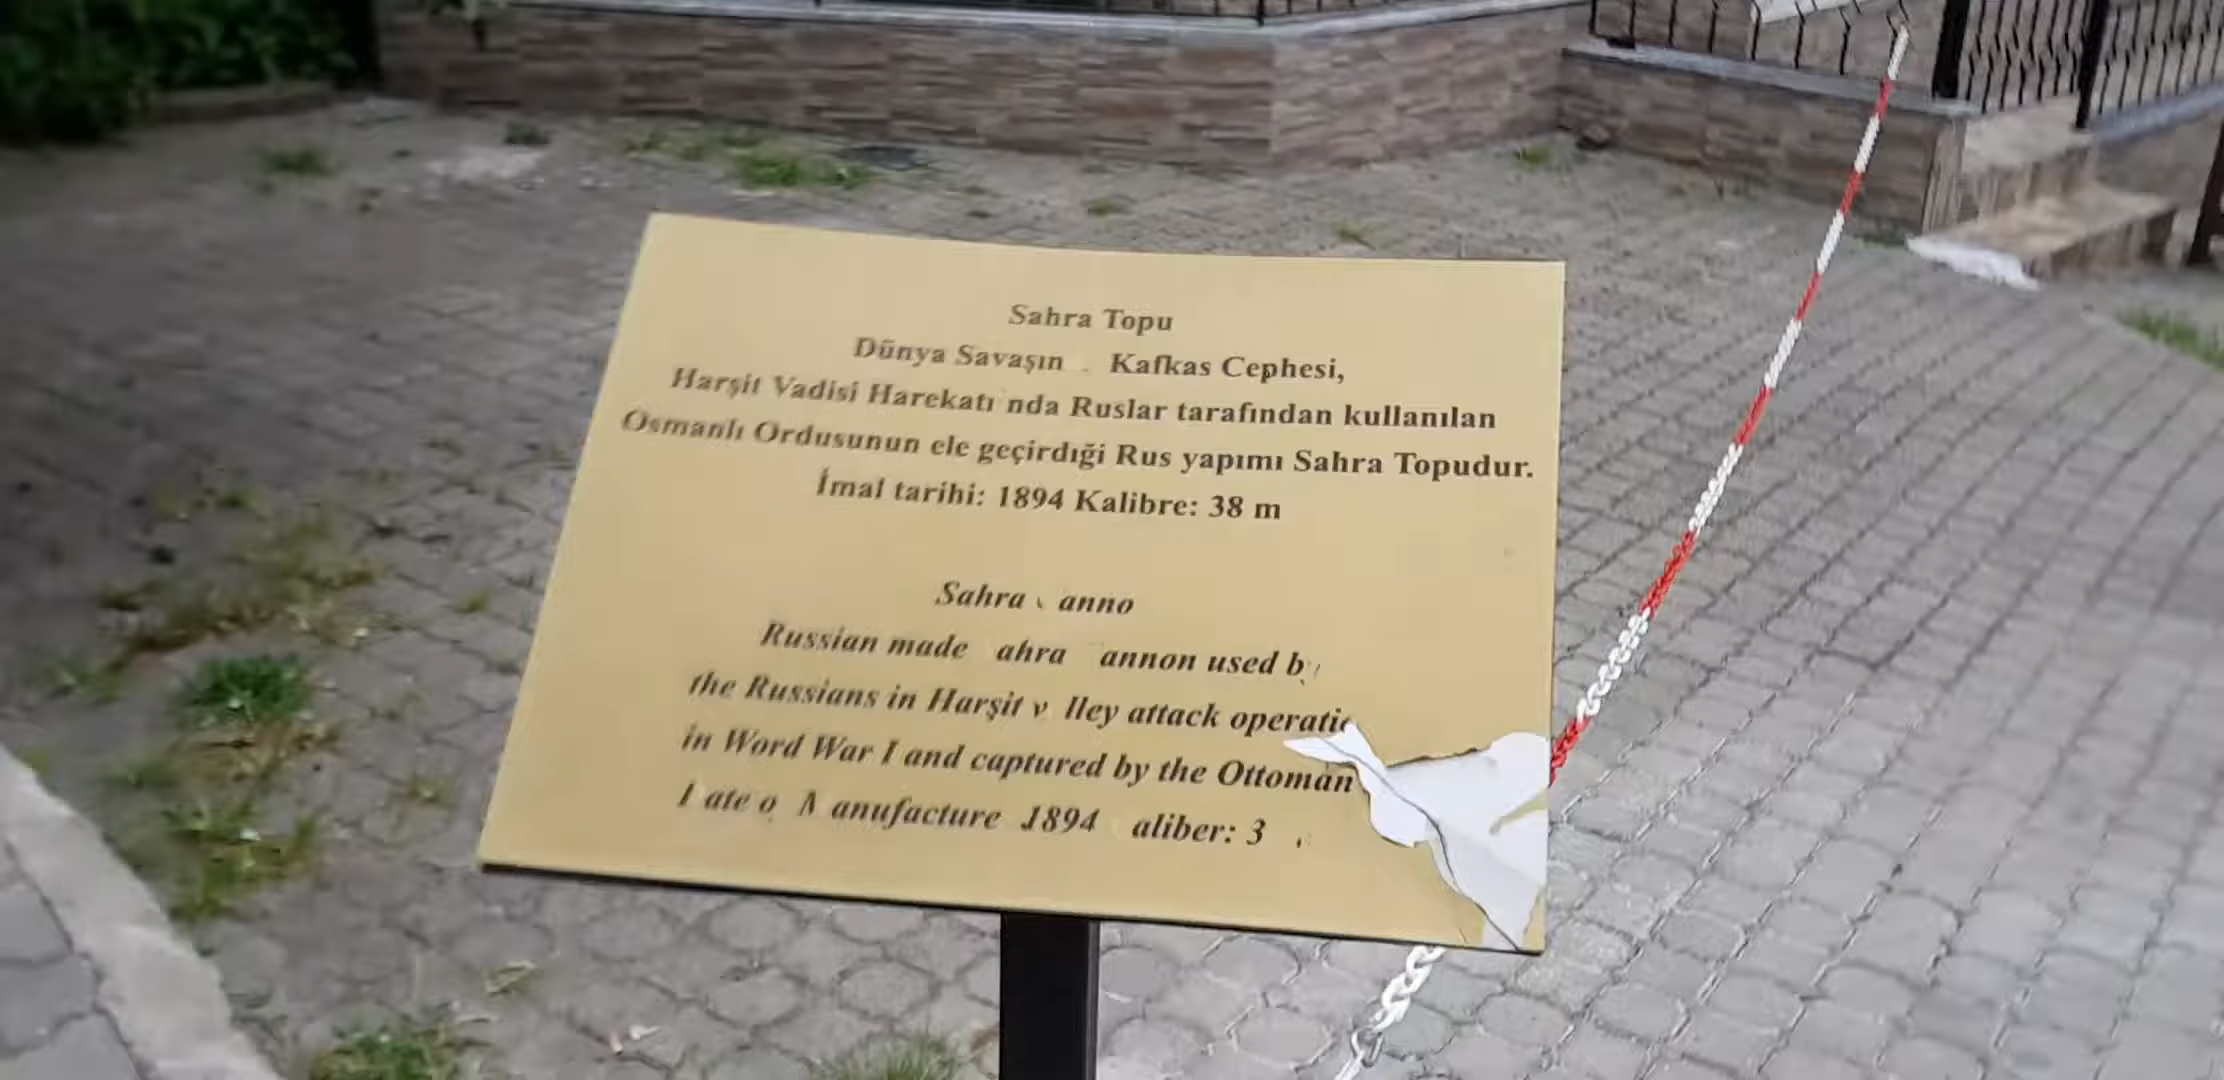 Sahra Topu
Dünya Savaşın Kafkas Cephesi,
Harşit Vadisi Harekatı nda Ruslar tarafından kullanılan
Osmanlı Ordusunun ele geçirdiği Rus yapımı Sahra Topudur.
İmal tarihi: 1894 Kalibre: 38 m
Sahra anno
Russian made ahra annon used b
the Russians in Harşit v lley attack operati
in Word War I and captured by the Ottoman
ate o anufacture 1894 aliber: 3